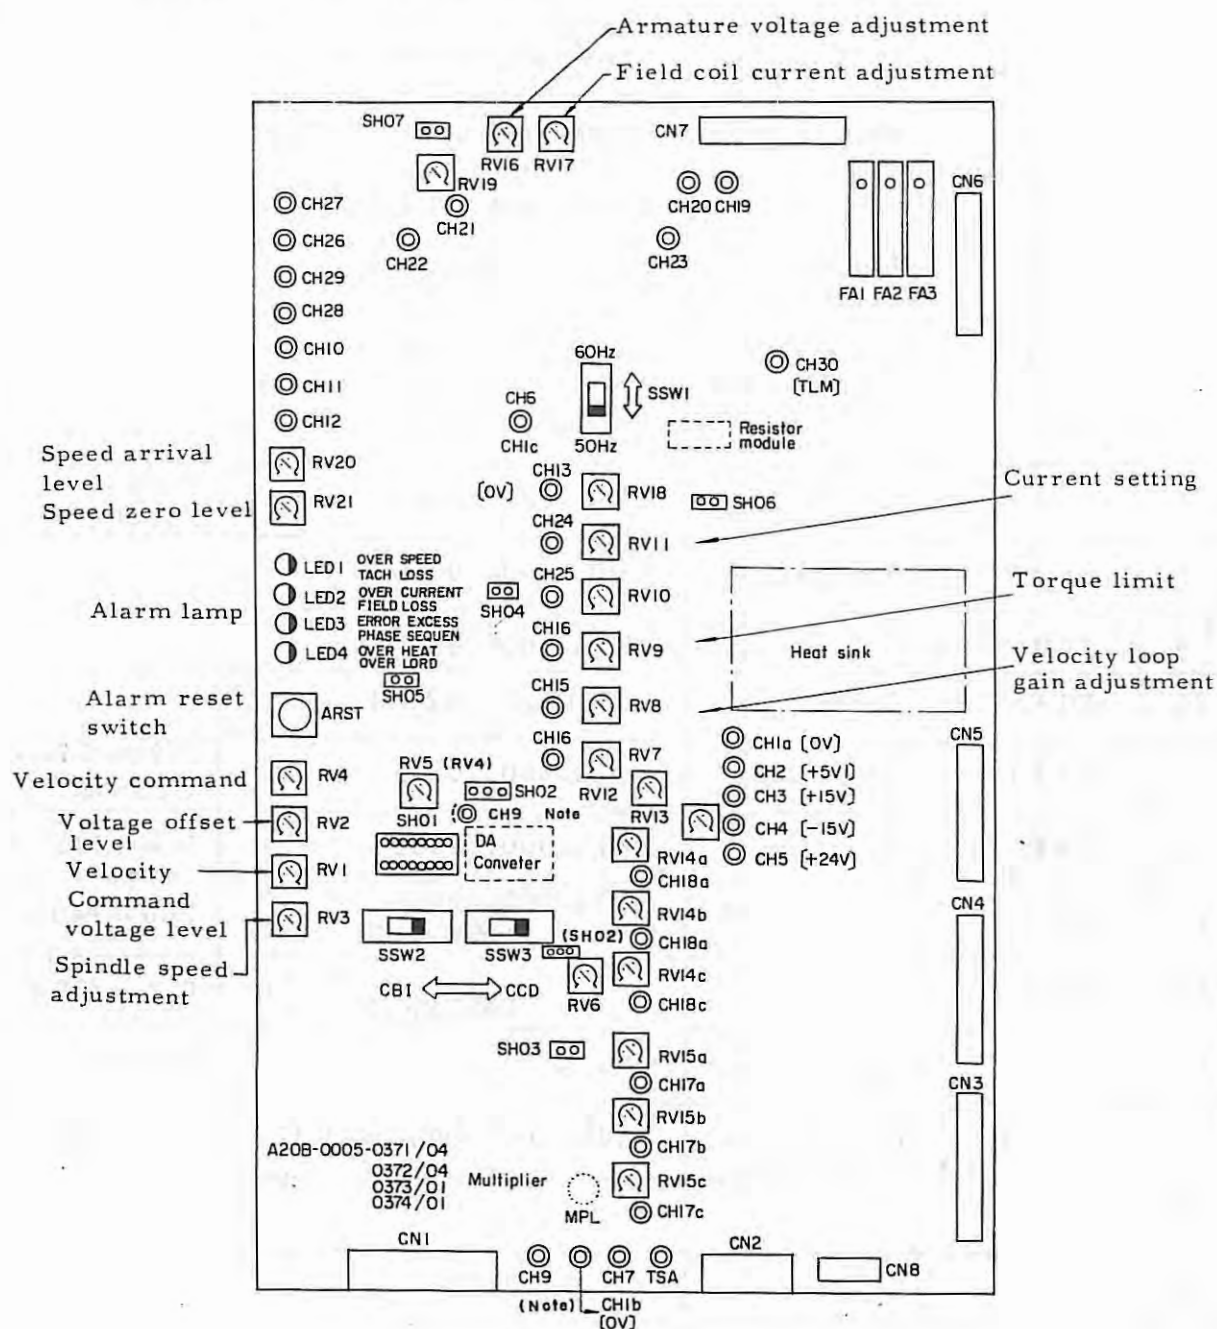 Armature voltage adjustment
Field coil current adjustment
SH07
RV16
RV17
CN7
RV19
CH21
CH22
CH20
CH19
CH23
CN6
FA1
FA2
FA3
CH27
CH26
CH29
CH28
CH10
CH11
CH12
60Hz
SSW1
50Hz
CH6
CH1c
CH30
(TLM)
Resistor
module
Speed arrival
level
RV20
Speed zero level
RV21
CH13
(0V)
RV18
SH06
Current setting
CH24
RV11
LED1
OVER SPEED
TACH LOSS
Alarm lamp
LED2
OVER CURRENT
FIELD LOSS
LED3
ERROR EXCESS
PHASE SEQUEN
LED4
OVER HEAT
OVER LORD
SH04
SH05
CH25
RV10
Torque limit
CH16
RV9
Heat sink
Velocity loop
gain adjustment
CH15
RV8
Alarm reset
switch
ARST
CH16
RV7
RV12
RV13
CH1a (0V)
CH2 (+5V1)
CH3 (+15V)
CH4 (-15V)
CH5 (+24V)
CN5
Velocity command
RV4
RV5 (RV4)
SH02
SH01
CH9 Note
Voltage offset
level
RV2
DA
Conveter
Velocity
Command
voltage level
RV1
RV14a
CH18a
RV14b
CH18a
RV14c
CH18c
CN4
RV3
SSW2
SSW3
(SH02)
RV6
Spindle speed
adjustment
CBI
CCD
SH03
RV15a
CH17a
RV15b
CH17b
RV15c
CH17c
CN3
A20B-0005-0371/04
0372/04
0373/01
0374/01
Multiplier
MPL
CN1
CH9
CH7
TSA
CN2
CN8
(Note)
CH1b
(0V)